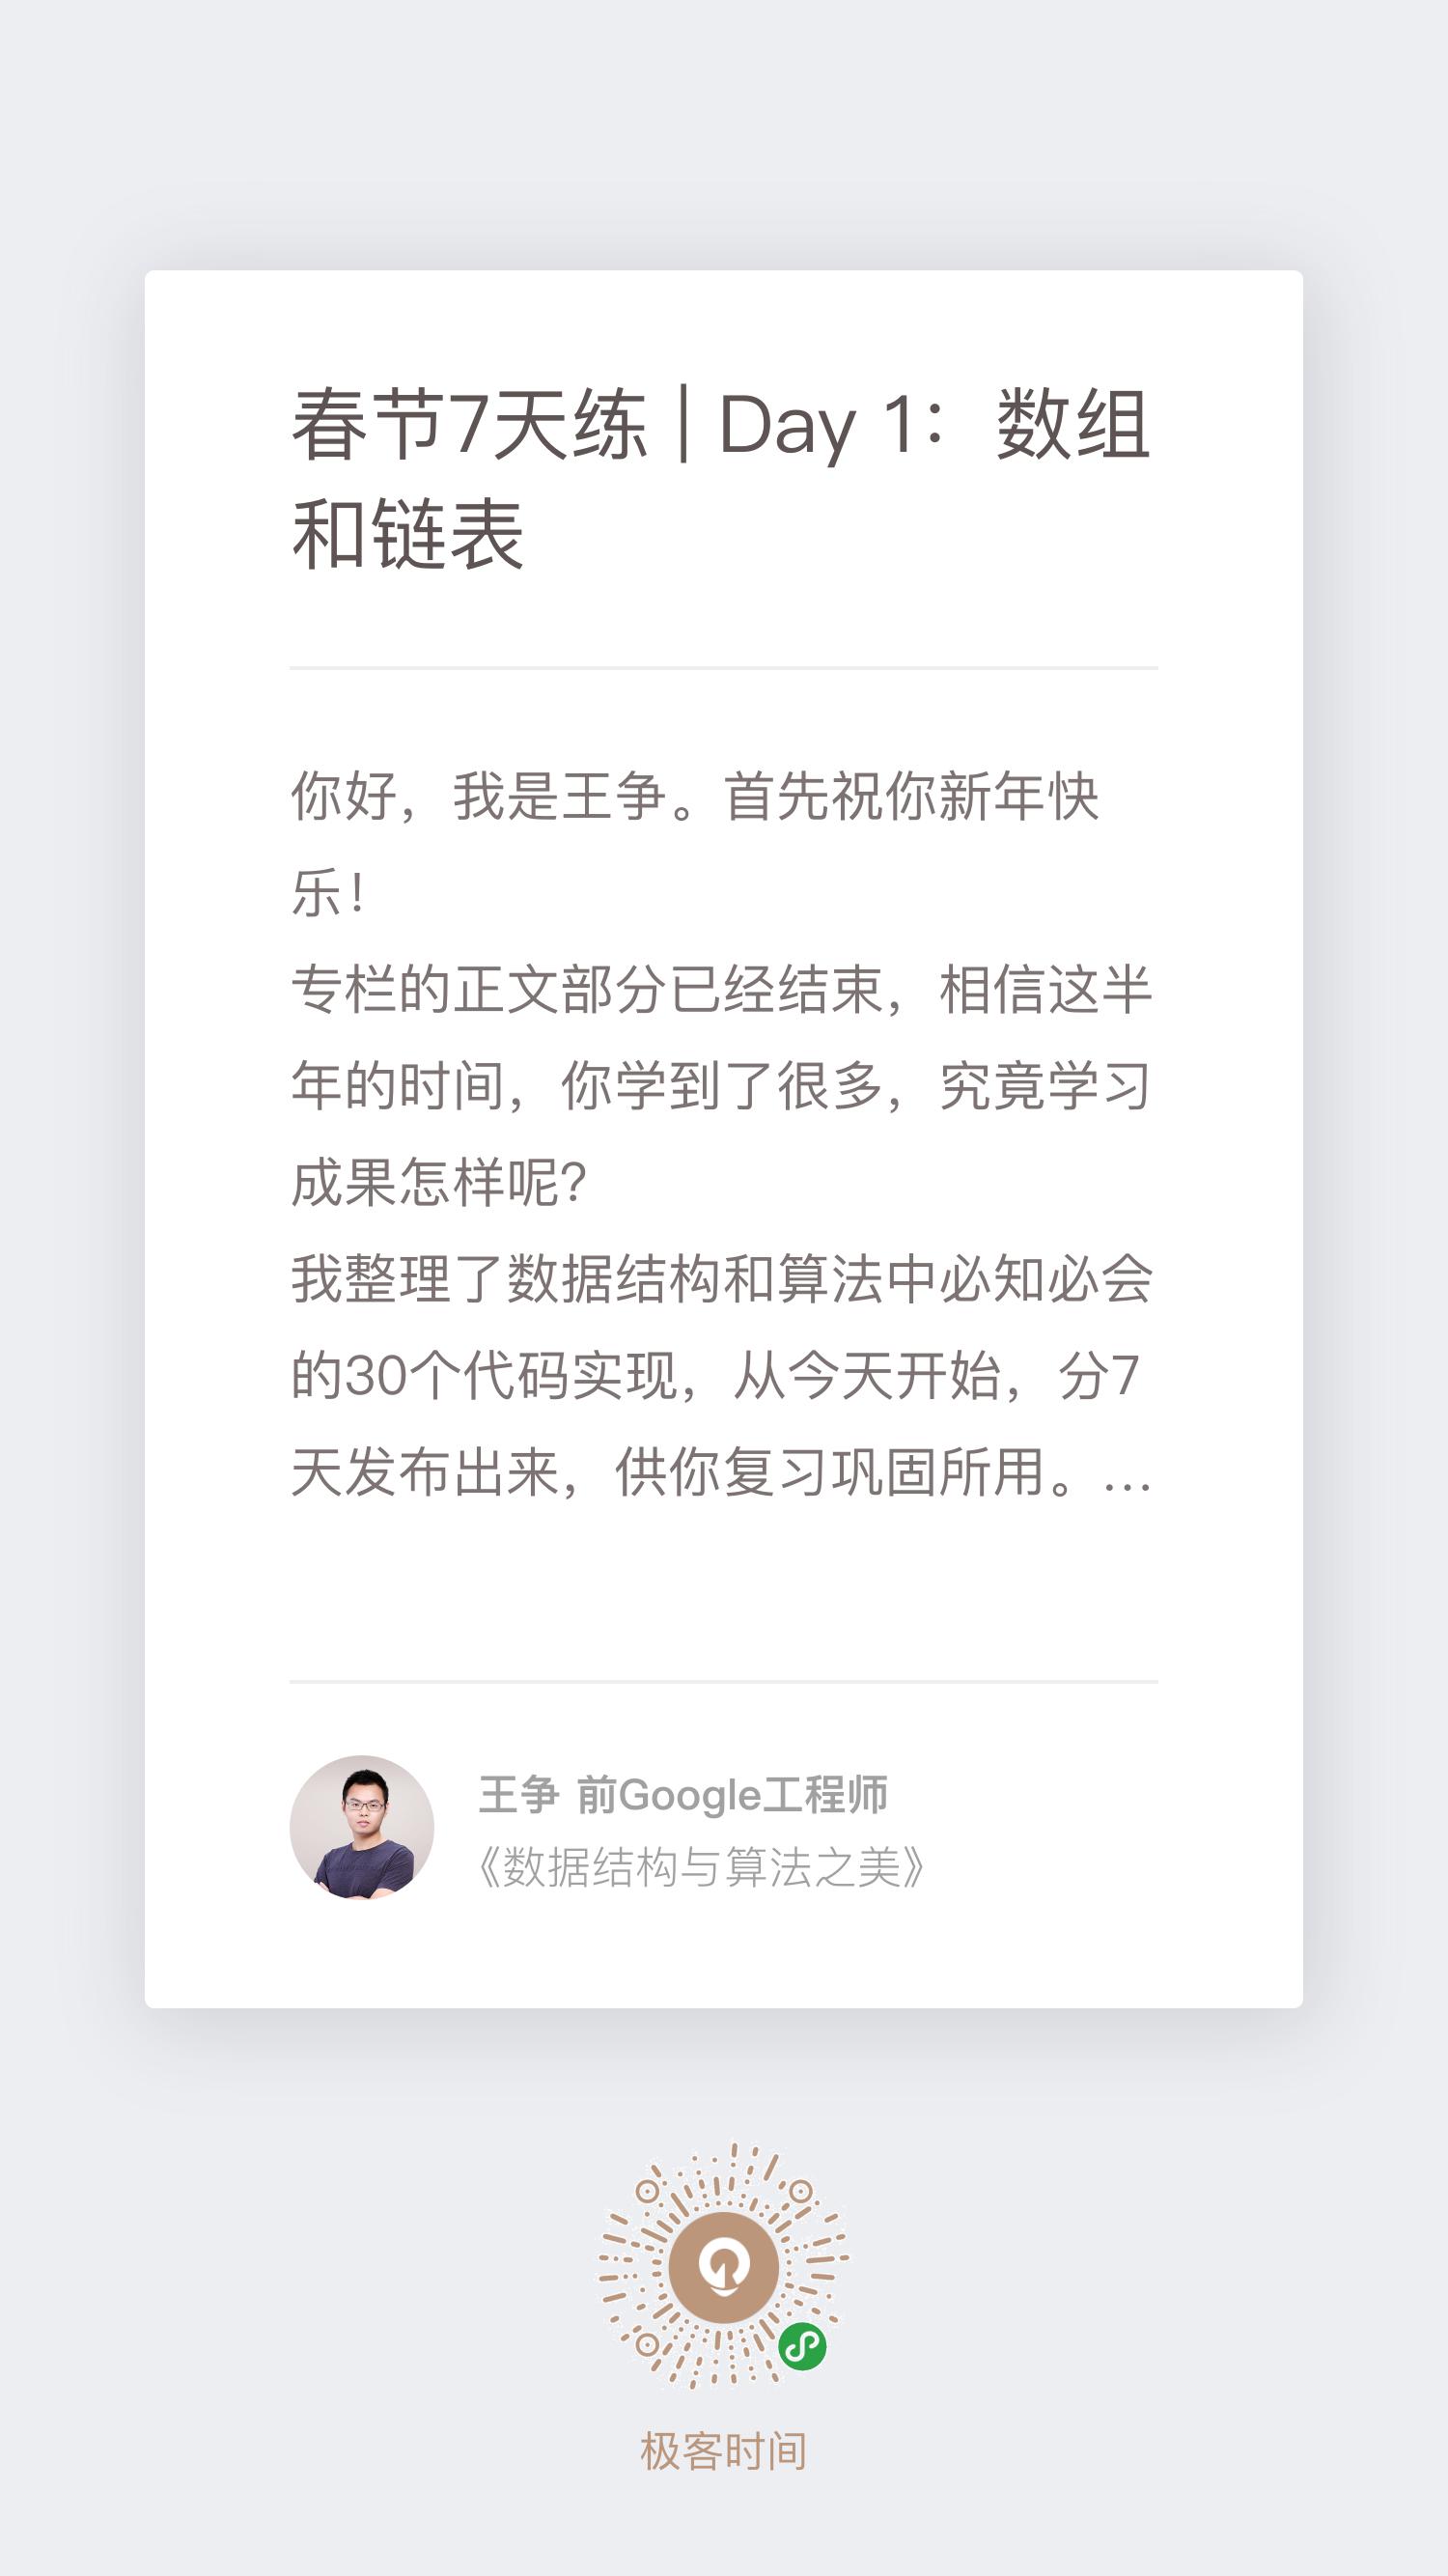 春节7天练 | Day 1：数组
和链表
你好，我是王争。首先祝你新年快
乐！
专栏的正文部分已经结束，相信这半
年的时间，你学到了很多，究竟学习
成果怎样呢?
我整理了数据结构和算法中必知必会
的30个代码实现，从今天开始，分7
天发布出来，供你复习巩固所用。...
王争 前Google工程师
《数据结构与算法之美》
极客时间